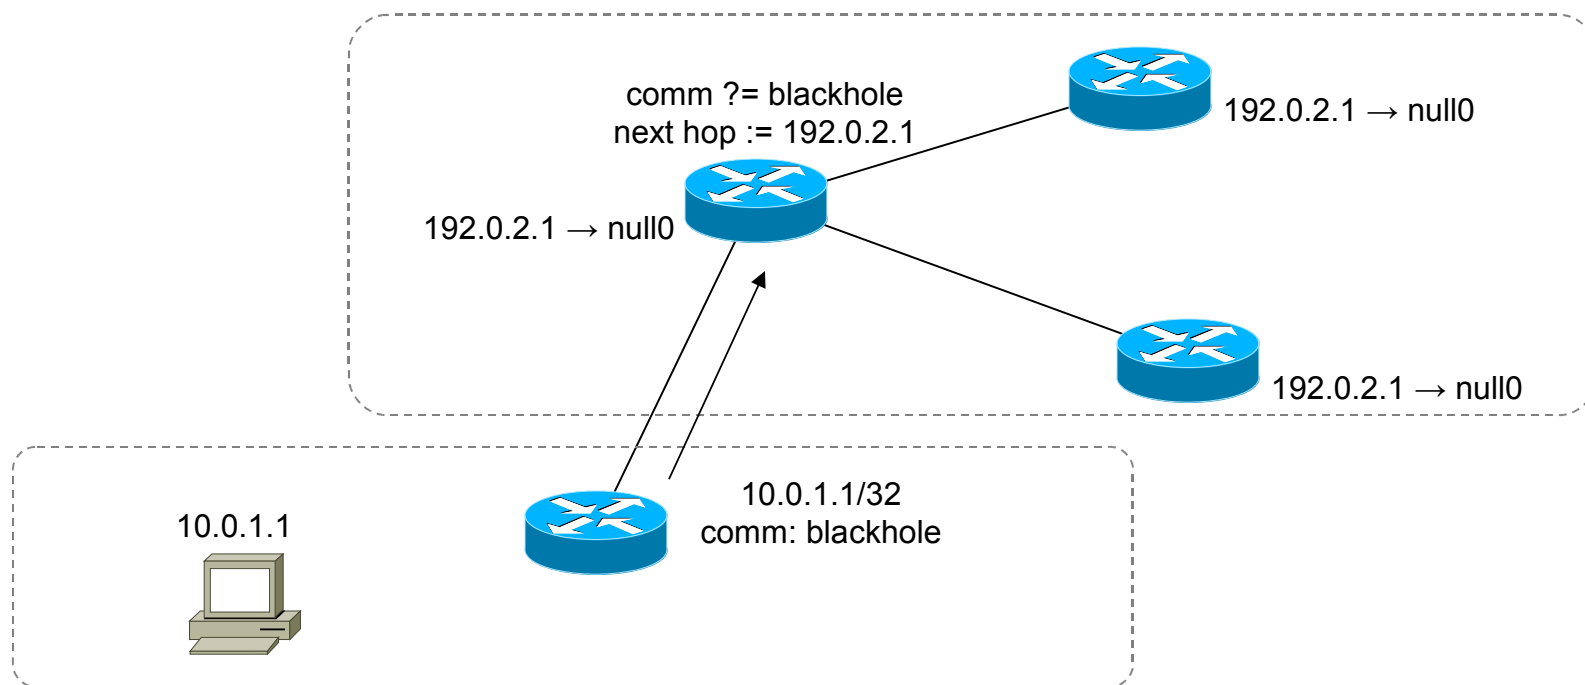 comm ?= blackhole
next hop := 192.0.2.1
192.0.2.1 → null0
192.0.2.1 → null0
192.0.2.1 → null0
10.0.1.1/32
comm: blackhole
10.0.1.1